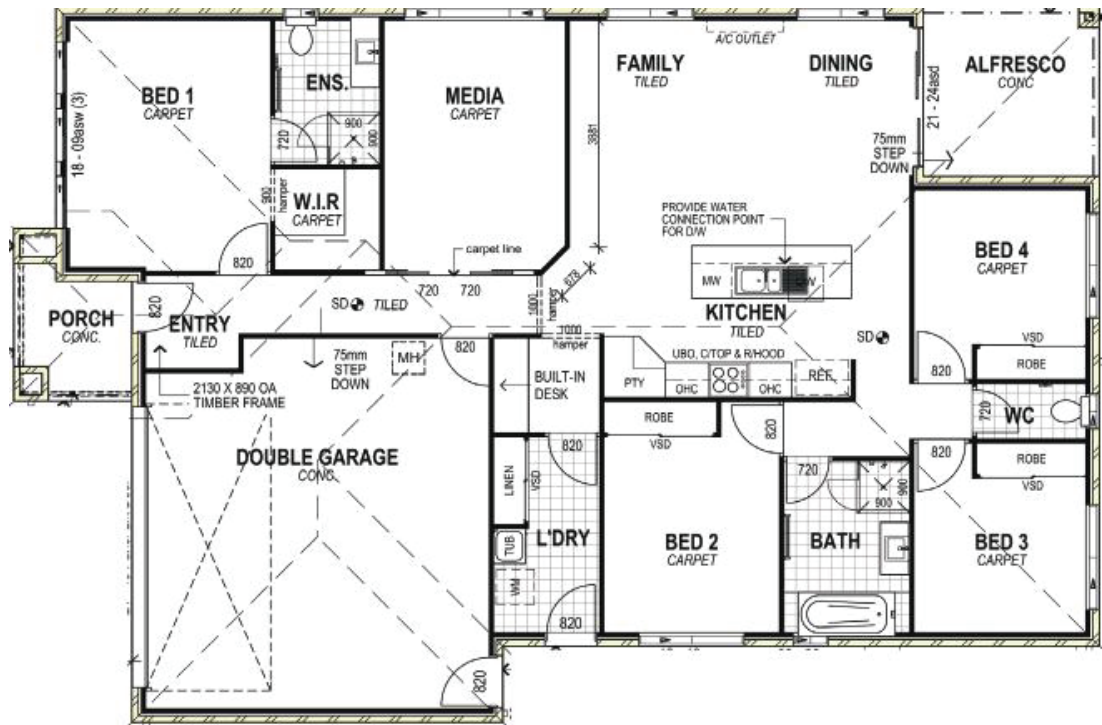 BED 1
CARPET
18 - 09asw (3)
ENS.
720
900
900
W.I.R
CARPET
900
hamper
820
MEDIA
CARPET
carpet line
720 720
FAMILY
TILED
3981
A/C OUTLET
DINING
TILED
21 - 24asd
ALFRESCO
CONC
75mm
STEP
DOWN
PROVIDE WATER
CONNECTION POINT
FOR D/W
MW
DW
KITCHEN
TILED
SD
678
1000
hamper
1000
hamper
UBO, C/TOP & R/HOOD
PTY
OHC
OHC
REF
BED 4
CARPET
VSD
ROBE
820
WC
720
820
ROBE
VSD
BED 3
CARPET
PORCH
CONC.
820
ENTRY
TILED
SD TILED
75mm
STEP
DOWN
MH
820
2130 X 890 OA
TIMBER FRAME
DOUBLE GARAGE
CONC.
820
BUILT-IN
DESK
820
LINEN
VSD
TUB
WM
L'DRY
820
ROBE
VSD
820
BED 2
CARPET
720
900
900
BATH